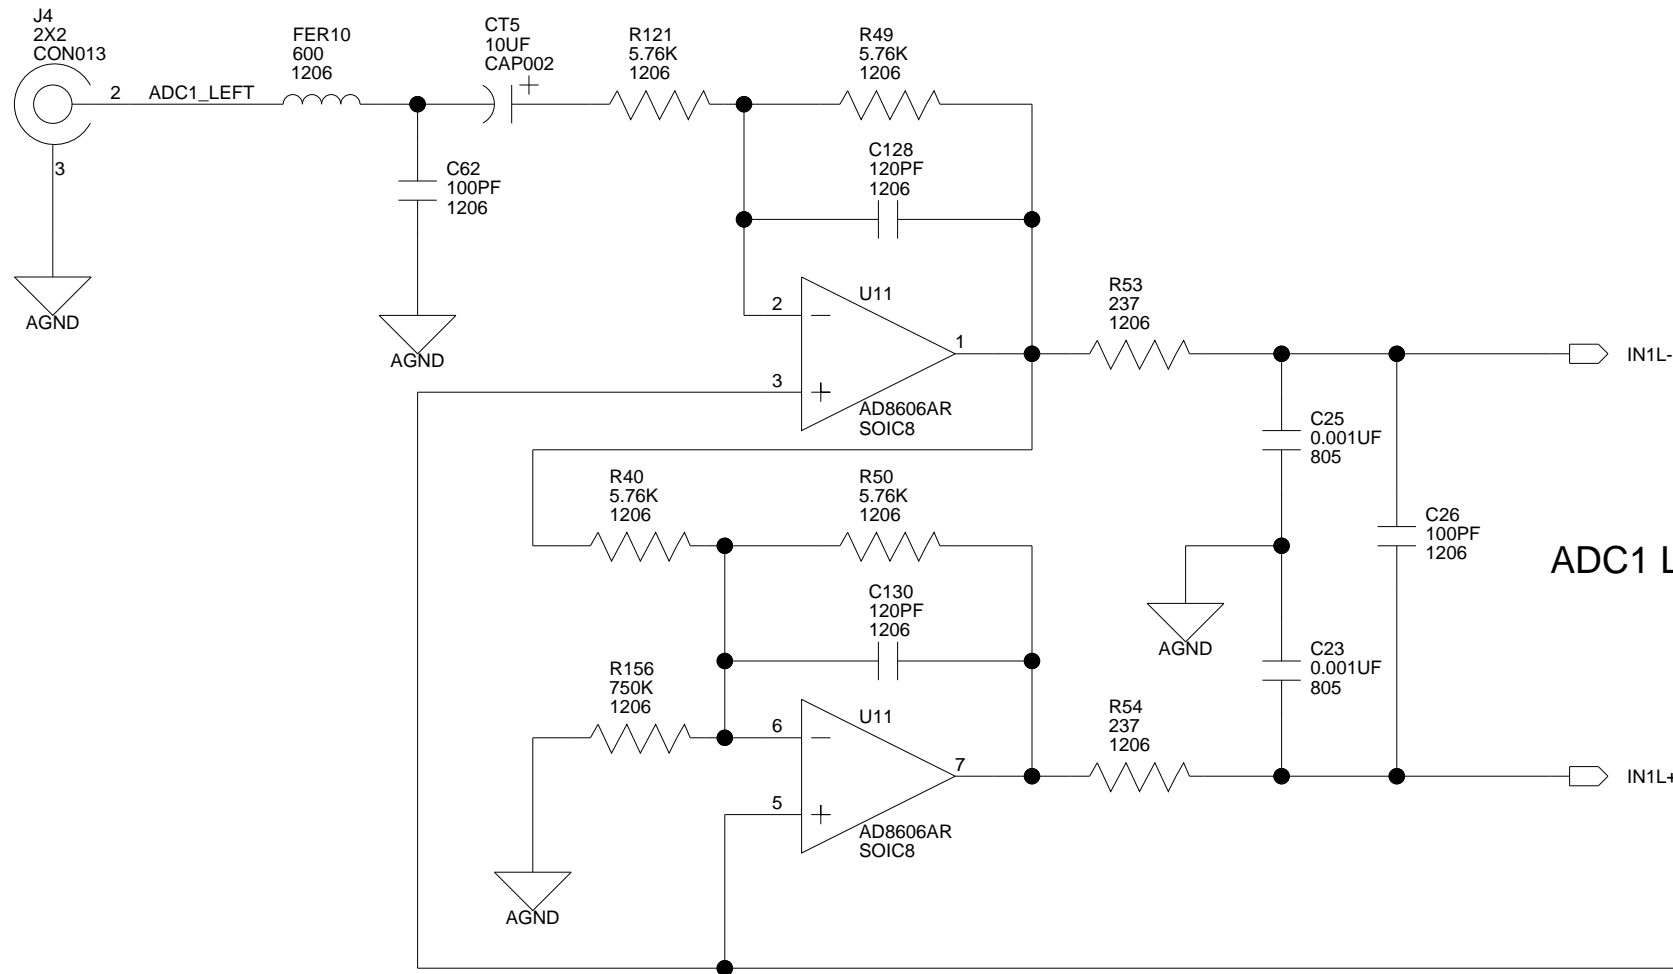 J4
2X2
CON013
2
ADC1_LEFT
3
AGND
FER10
600
1206
C62
100PF
1206
AGND
CT5
10UF
CAP002
+
R121
5.76K
1206
R49
5.76K
1206
C128
120PF
1206
U11
2
−
3
+
1
AD8606AR
SOIC8
R53
237
1206
IN1L-
R40
5.76K
1206
R50
5.76K
1206
C130
120PF
1206
R156
750K
1206
AGND
U11
6
−
5
+
7
AD8606AR
SOIC8
R54
237
1206
C25
0.001UF
805
AGND
C23
0.001UF
805
C26
100PF
1206
ADC1 L
IN1L+